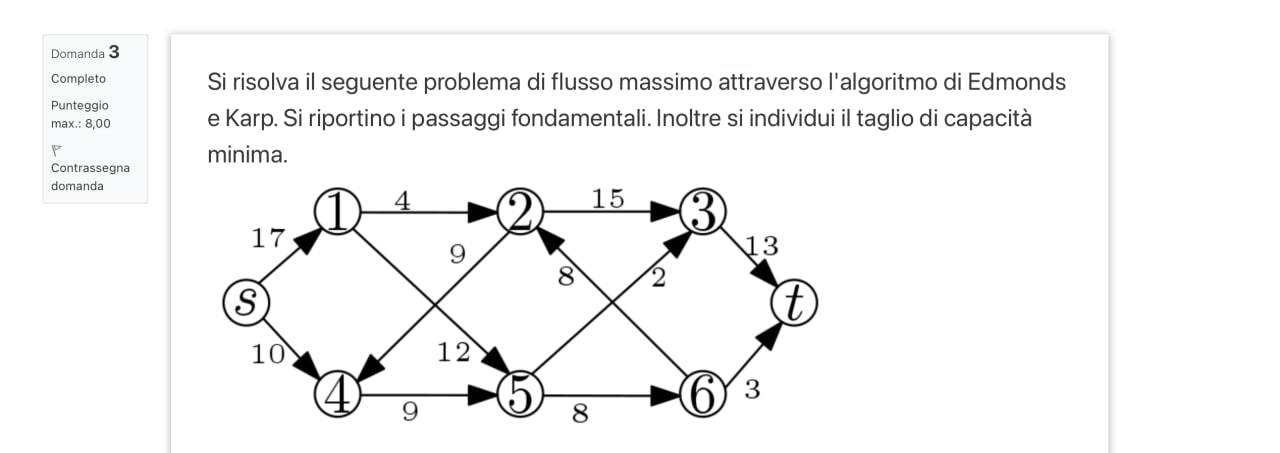 Domanda 3
Completo
Punteggio
max.: 8,00
Contrassegna
domanda
Si risolva il seguente problema di flusso massimo attraverso l'algoritmo di Edmonds
e Karp. Si riportino i passaggi fondamentali. Inoltre si individui il taglio di capacità
minima.
1 4 2 15 3
17 9 8 2 13
s t
10 12
4 9 5 8 6 3